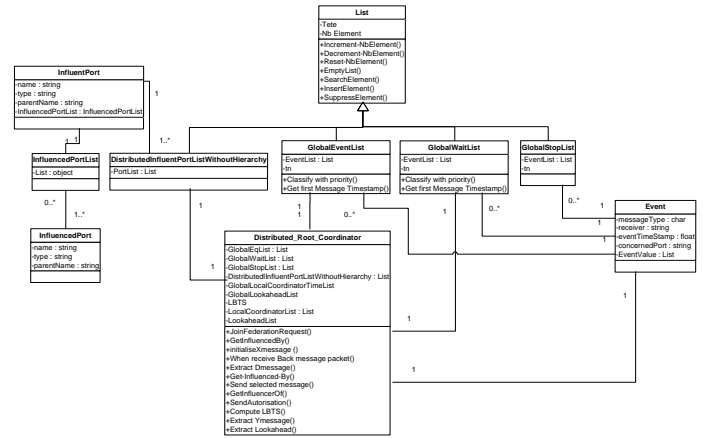 List
-Tete
-Nb Element
+Increment-NbElement()
+Decrement-NbElement()
+Reset-NbElement()
+EmptyList()
+SearchElement()
+InsertElement()
+SuppressElement()
InfluentPort
-name : string
-type : string
-parentName : string
-InfluencedPortList : InfluencedPortList
1
1..*
1
1
InfluencedPortList
-List : object
0..*
1..*
InfluencedPort
-name : string
-type : string
-parentName : string
DistributedInfluentPortListWithoutHierarchy
-PortList : List
1
1
GlobalEventList
-EventList : List
-tn
+Classify with priority()
+Get first Message Timestamp()
1
1
0..*
GlobalWaitList
-EventList : List
-tn
+Classify with priority()
+Get first Message Timestamp()
1
0..*
GlobalStopList
-EventList : List
-tn
0..*
1
1
1
Event
-messageType : char
-receiver : string
-eventTimeStamp : float
-concernedPort : string
-EventValue : List
1
Distributed_Root_Coordinator
-GlobalEqList : List
-GlobalWaitList : List
-GlobalStopList : List
-DistributedInfluentPortListWithoutHierarchy : List
-GlobalLocalCoordinatorTimeList
-GlobalLookaheadList
-LBTS
-LocalCoordinatorList : List
-LookaheadList
+JoinFederationRequest()
+GetInfluencedBy()
+initialiseXmessage ()
+When receive Back message packet()
+Extract Dmessage()
+Get-Influenced-By()
+Send selected message()
+GetInfluencerOf()
+SendAutorisation()
+Compute LBTS()
+Extract Ymessage()
+Extract Lookahead()
1
1